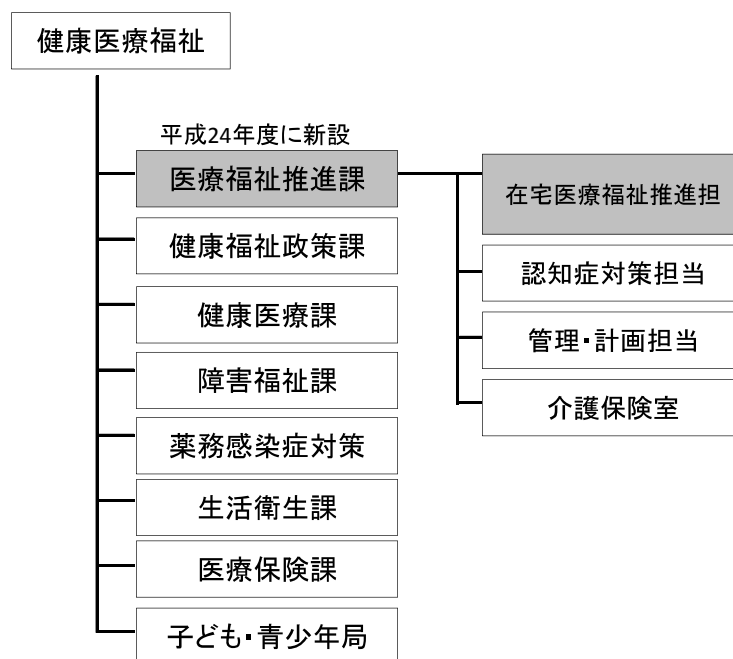 健康医療福祉
平成24年度に新設
医療福祉推進課
健康福祉政策課
健康医療課
障害福祉課
薬務感染症対策
生活衛生課
医療保険課
子ども・青少年局
在宅医療福祉推進担
認知症対策担当
管理・計画担当
介護保険室